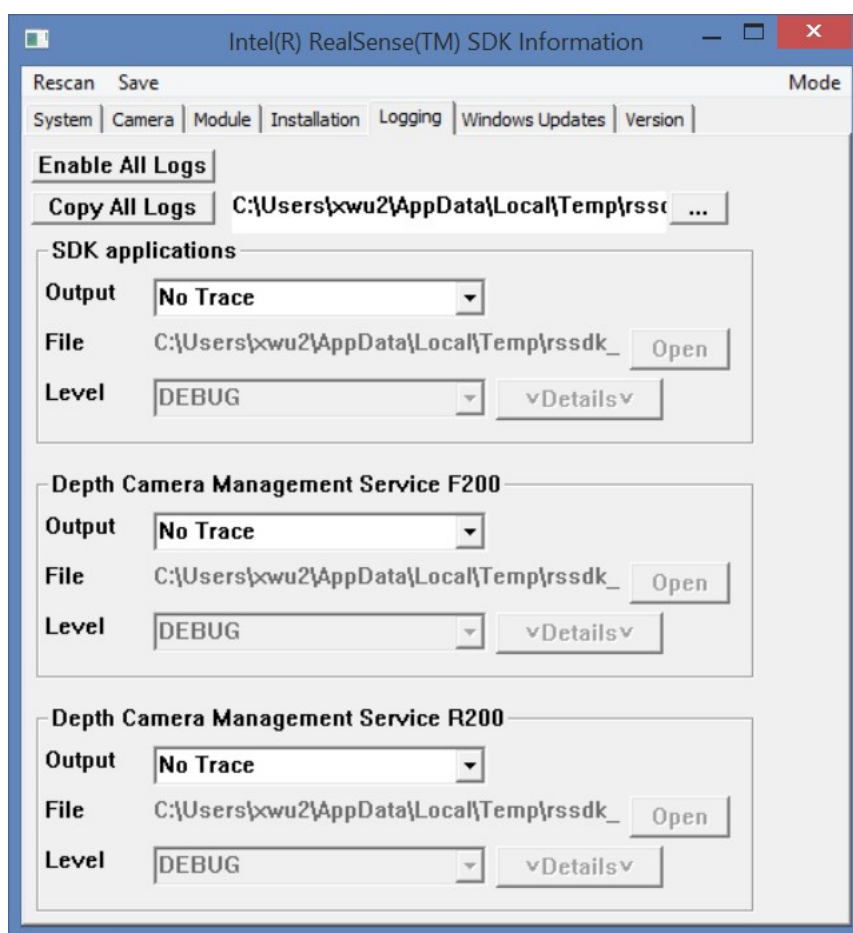 Intel(R) RealSense(TM) SDK Information
Rescan Save Mode
System Camera Module Installation Logging Windows Updates Version
Enable All Logs
Copy All Logs C:\Users\xwu2\AppData\Local\Temp\rssd ...
SDK applications
Output No Trace
File C:\Users\xwu2\AppData\Local\Temp\rssdk_ Open
Level DEBUG vDetailsv
Depth Camera Management Service F200
Output No Trace
File C:\Users\xwu2\AppData\Local\Temp\rssdk_ Open
Level DEBUG vDetailsv
Depth Camera Management Service R200
Output No Trace
File C:\Users\xwu2\AppData\Local\Temp\rssdk_ Open
Level DEBUG vDetailsv